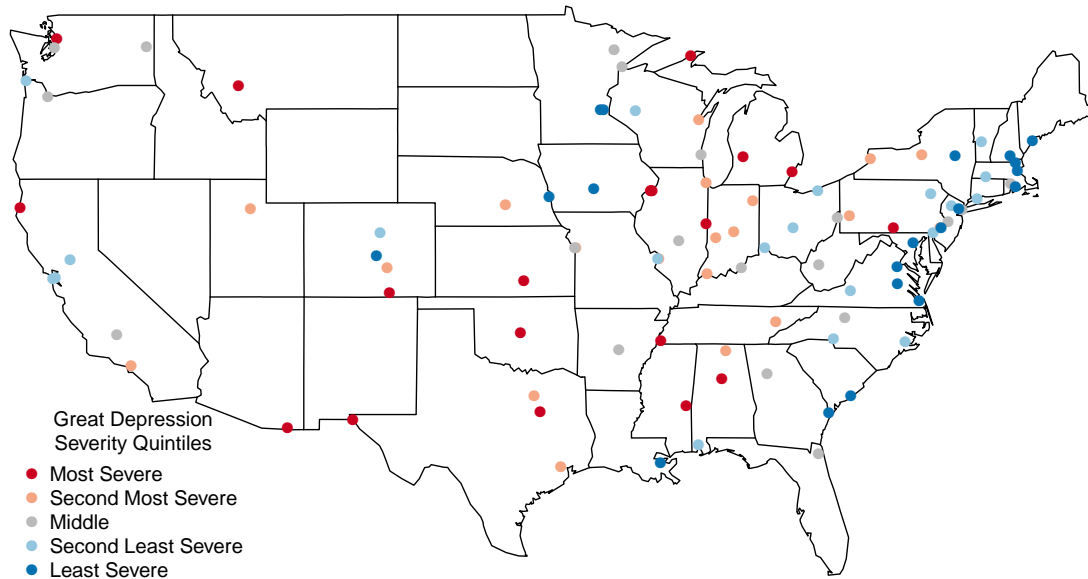 Great Depression
Severity Quintiles
Most Severe
Second Most Severe
Middle
Second Least Severe
Least Severe